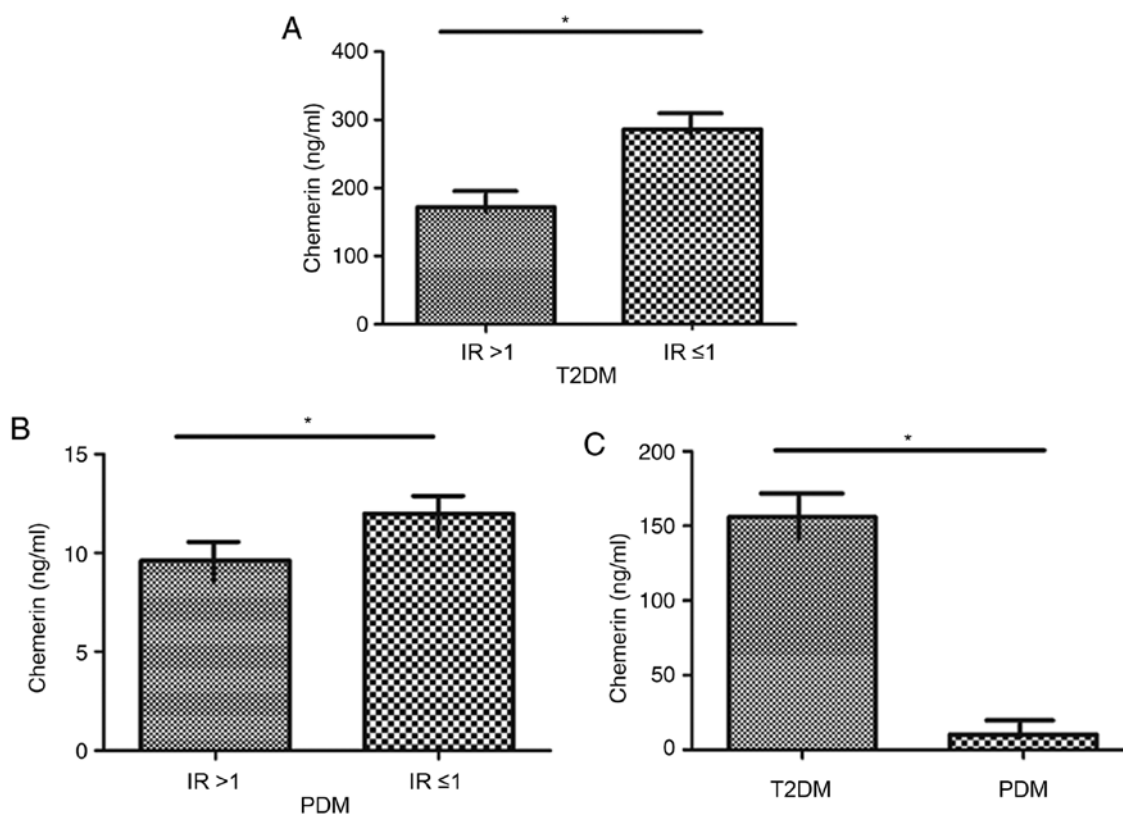 A
*
400
300
200
100
0
Chemerin (ng/ml)
IR >1 IR ≤1
T2DM
B
*
15
10
5
0
Chemerin (ng/ml)
IR >1 IR ≤1
PDM
C
*
200
150
100
50
0
Chemerin (ng/ml)
T2DM PDM